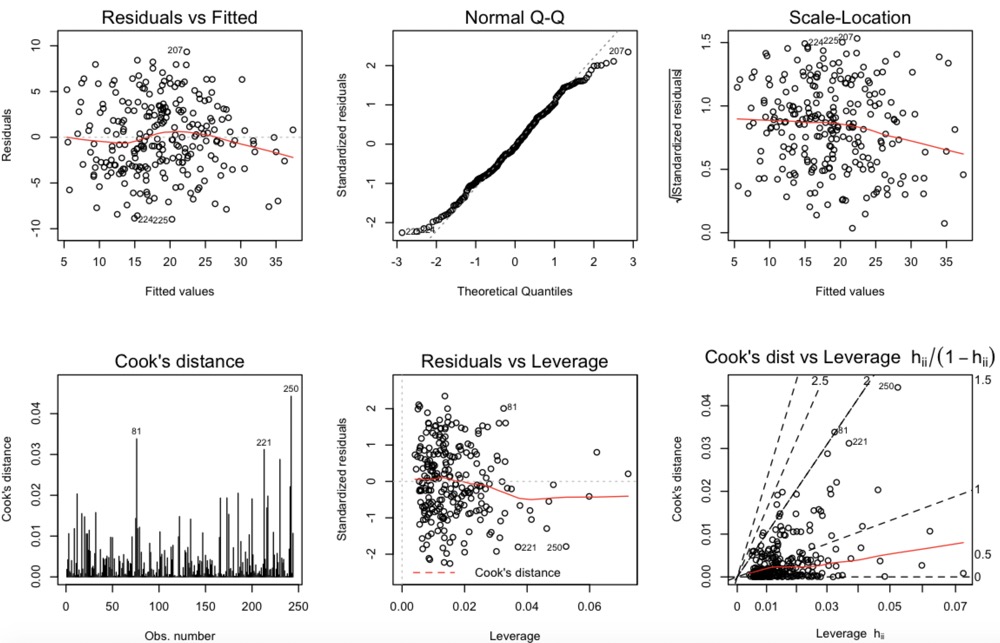 Residuals vs Fitted
Residuals
10
5
0
-5
-10
207
224 225
5 10 15 20 25 30 35
Fitted values
Normal Q-Q
Standardized residuals
2
1
0
-1
-2
207
-3 -2 -1 0 1 2 3
Theoretical Quantiles
Scale-Location
√|Standardized residuals|
1.5
1.0
0.5
0.0
224 225 207
5 10 15 20 25 30 35
Fitted values
Cook's distance
Cook's distance
0.04
0.03
0.02
0.01
0.00
81
221
250
0 50 100 150 200 250
Obs. number
Residuals vs Leverage
Standardized residuals
2
1
0
-1
-2
81
221
250
Cook's distance
0.00 0.02 0.04 0.06
Leverage
Cook's dist vs Leverage hᵢᵢ/(1 − hᵢᵢ)
Cook's distance
0.04
0.03
0.02
0.01
0.00
2.5
2
1.5
1
0.5
0
250
81
221
0 0.01 0.03 0.05 0.07
Leverage hᵢᵢ